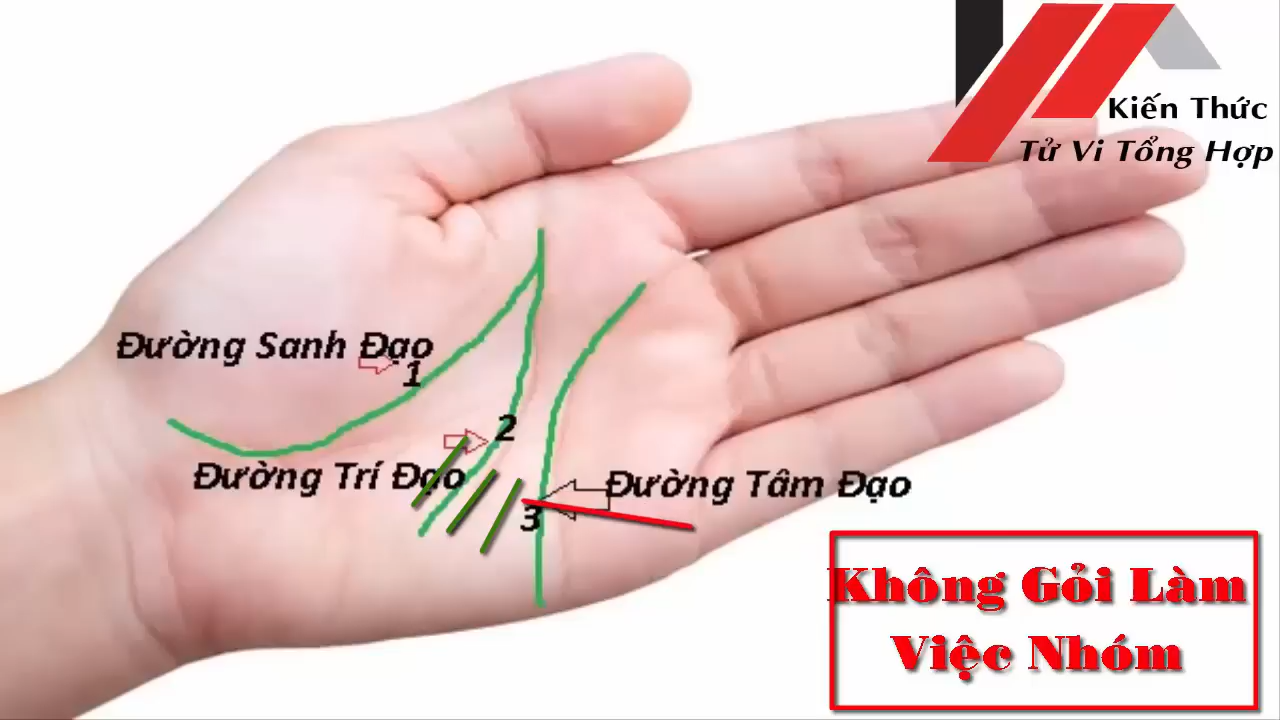 Kiến Thức
Tử Vi Tổng Hợp
Đường Sanh Đạo
1
2
Đường Trí Đạo
Đường Tâm Đạo
3
Không Gỏi Làm
Việc Nhóm